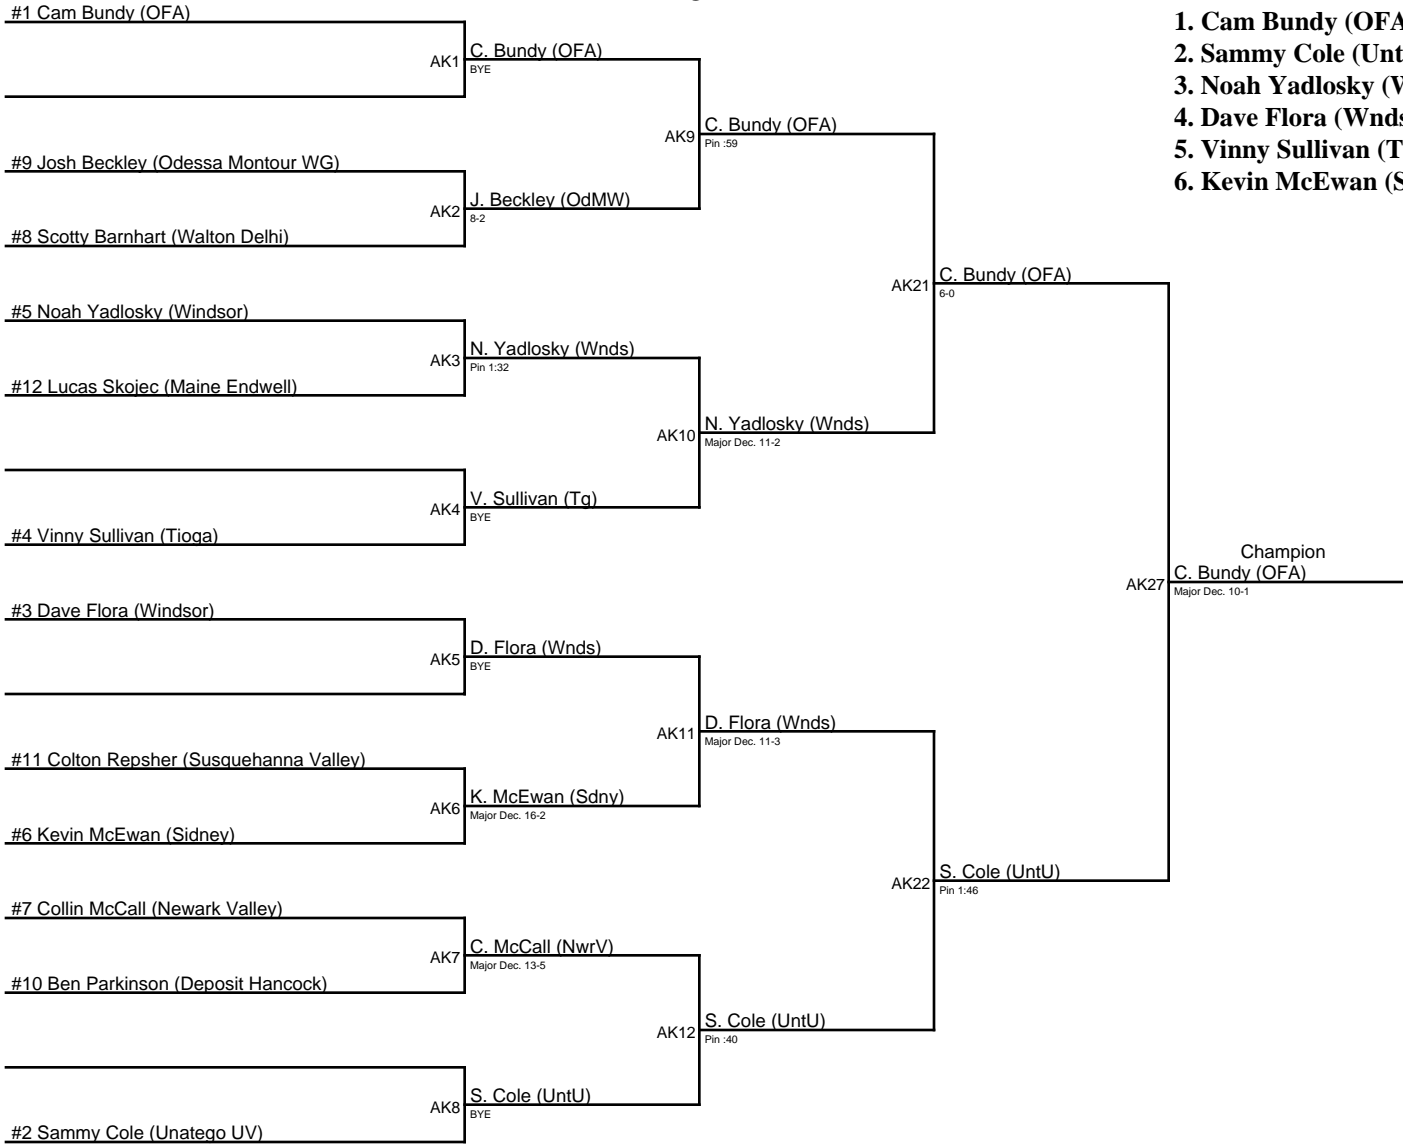 #1 Cam Bundy (OFA)
AK1
C. Bundy (OFA)
BYE
AK9
C. Bundy (OFA)
Pin :59
#9 Josh Beckley (Odessa Montour WG)
AK2
J. Beckley (OdMW)
8-2
#8 Scotty Barnhart (Walton Delhi)
AK21
C. Bundy (OFA)
6-0
#5 Noah Yadlosky (Windsor)
AK3
N. Yadlosky (Wnds)
Pin 1:32
#12 Lucas Skojec (Maine Endwell)
AK10
N. Yadlosky (Wnds)
Major Dec. 11-2
AK4
V. Sullivan (Tg)
BYE
#4 Vinny Sullivan (Tioga)
Champion
AK27
C. Bundy (OFA)
Major Dec. 10-1
#3 Dave Flora (Windsor)
AK5
D. Flora (Wnds)
BYE
AK11
D. Flora (Wnds)
Major Dec. 11-3
#11 Colton Repsher (Susquehanna Valley)
AK6
K. McEwan (Sdny)
Major Dec. 16-2
#6 Kevin McEwan (Sidney)
AK22
S. Cole (UntU)
Pin 1:46
#7 Collin McCall (Newark Valley)
AK7
C. McCall (NwrV)
Major Dec. 13-5
#10 Ben Parkinson (Deposit Hancock)
AK12
S. Cole (UntU)
Pin :40
AK8
S. Cole (UntU)
BYE
#2 Sammy Cole (Unatego UV)
1. Cam Bundy (OFA
2. Sammy Cole (Unt
3. Noah Yadlosky (W
4. Dave Flora (Wnds
5. Vinny Sullivan (T
6. Kevin McEwan (S